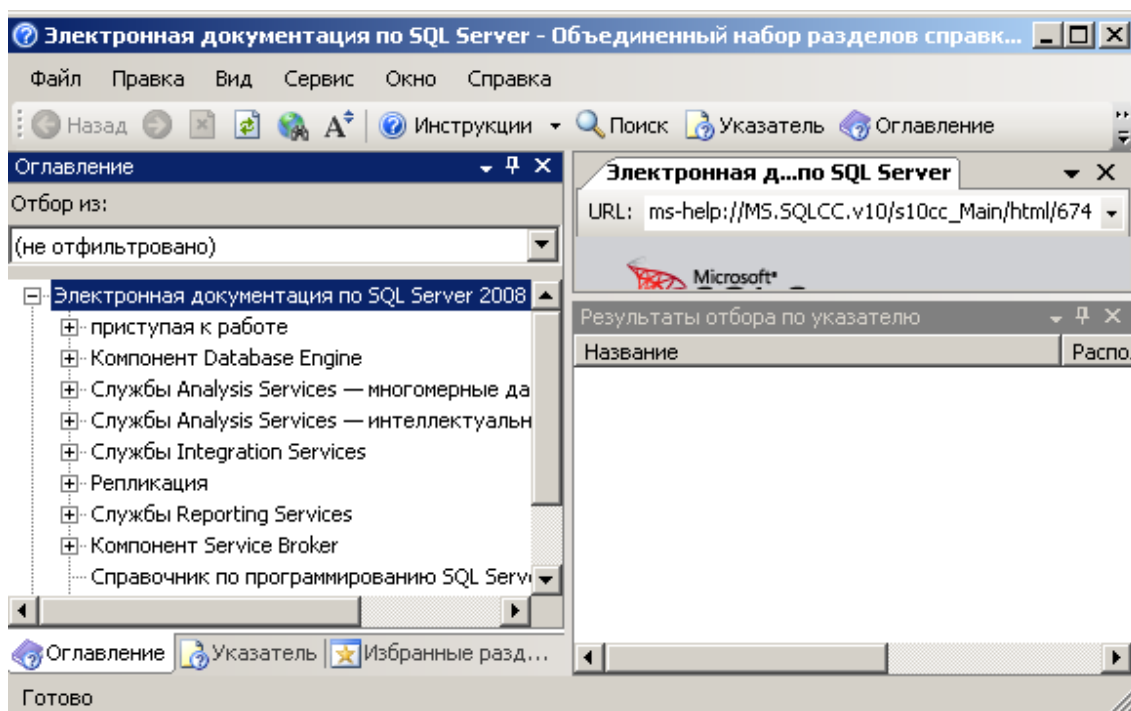 Электронная документация по SQL Server - Объединенный набор разделов справк...
Файл Правка Вид Сервис Окно Справка
Назад Инструкции Поиск Указатель Оглавление
Оглавление
Отбор из:
(не отфильтровано)
Электронная документация по SQL Server 2008
приступая к работе
Компонент Database Engine
Службы Analysis Services — многомерные да
Службы Analysis Services — интеллектуальн
Службы Integration Services
Репликация
Службы Reporting Services
Компонент Service Broker
Справочник по программированию SQL Serv
Оглавление Указатель Избранные разд...
Электронная д...по SQL Server
URL: ms-help://MS.SQLCC.v10/s10cc_Main/html/674
Microsoft
Результаты отбора по указателю
Название Распо.
Готово